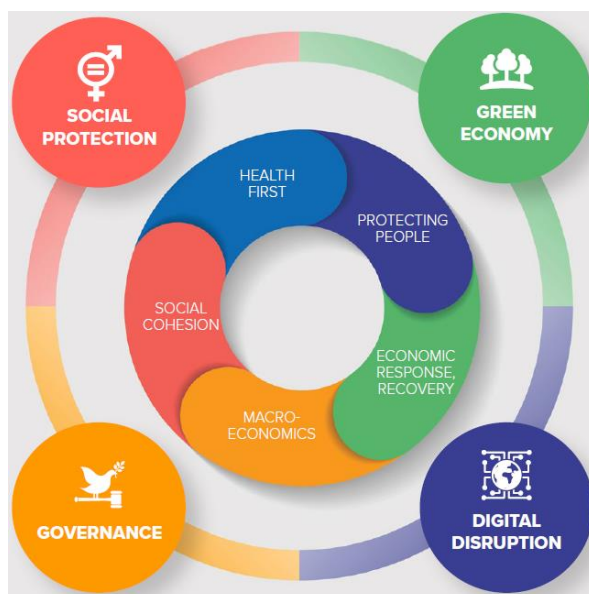 SOCIAL
PROTECTION
GREEN
ECONOMY
HEALTH
FIRST
PROTECTING
PEOPLE
SOCIAL
COHESION
ECONOMIC
RESPONSE,
RECOVERY
MACRO-
ECONOMICS
GOVERNANCE
DIGITAL
DISRUPTION